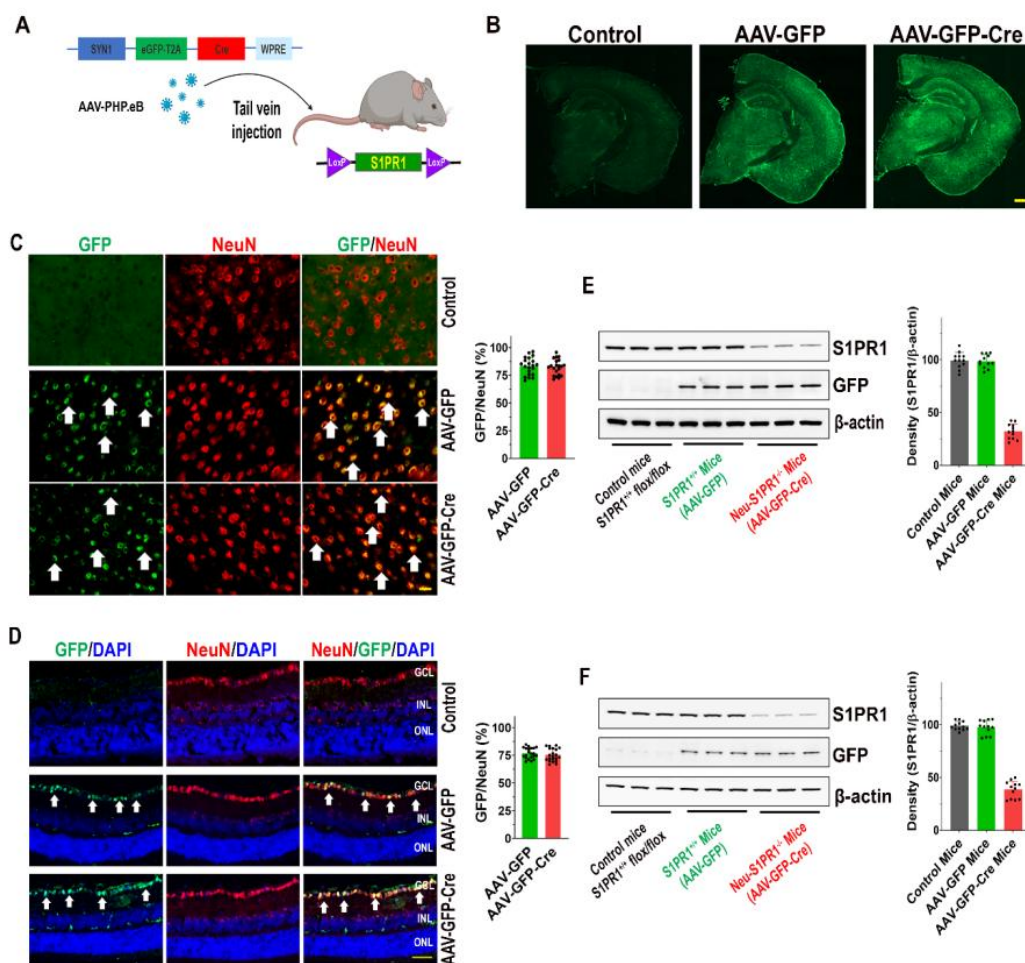 A
SYN1 eGFP-T2A Cre WPRE
AAV-PHP.eB
Tail vein
injection
LoxP S1PR1 LoxP
B
Control AAV-GFP AAV-GFP-Cre
C
GFP NeuN GFP/NeuN
Control
AAV-GFP
AAV-GFP-Cre
GFP/NeuN (%)
100
75
50
25
0
AAV-GFP
AAV-GFP-Cre
D
GFP/DAPI NeuN/DAPI NeuN/GFP/DAPI
GCL
INL
ONL
Control
GCL
INL
ONL
AAV-GFP
GCL
INL
ONL
AAV-GFP-Cre
GFP/NeuN (%)
100
75
50
25
0
AAV-GFP
AAV-GFP-Cre
E
S1PR1
GFP
β-actin
Control mice
S1PR1+/+ flox/flox
S1PR1+/+ Mice
(AAV-GFP)
Neu-S1PR1-/- Mice
(AAV-GFP-Cre)
Density (S1PR1/β-actin)
100
50
0
Control Mice
AAV-GFP Mice
AAV-GFP-Cre Mice
F
S1PR1
GFP
β-actin
Control mice
S1PR1+/+ flox/flox
S1PR1+/+ Mice
(AAV-GFP)
Neu-S1PR1-/- Mice
(AAV-GFP-Cre)
Density (S1PR1/β-actin)
100
50
0
Control Mice
AAV-GFP Mice
AAV-GFP-Cre Mice